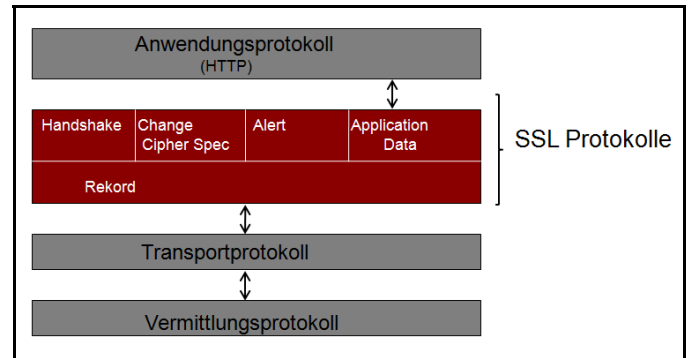 Anwendungsprotokoll
(HTTP)
Handshake
Change
Cipher Spec
Alert
Application
Data
SSL Protokolle
Rekord
Transportprotokoll
Vermittlungsprotokoll